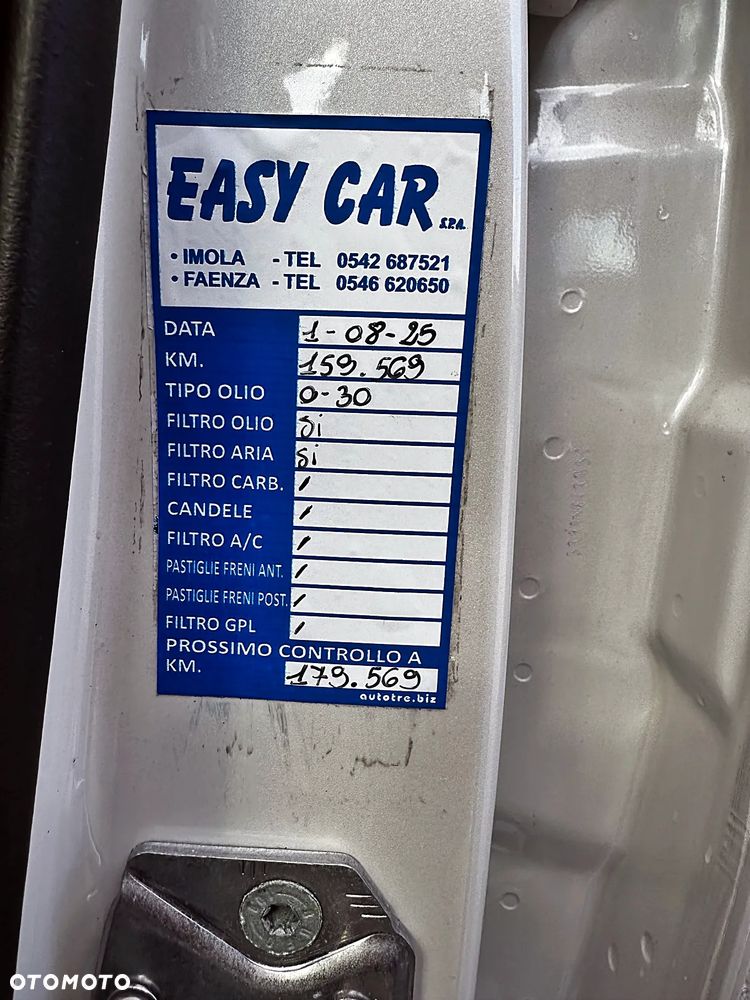 EASY CAR S.P.A.
• IMOLA - TEL 0542 687521
• FAENZA - TEL 0546 620650
DATA 1-08-25
KM. 159.569
TIPO OLIO 0-30
FILTRO OLIO si
FILTRO ARIA si
FILTRO CARB. /
CANDELE /
FILTRO A/C /
PASTIGLIE FRENI ANT. /
PASTIGLIE FRENI POST. /
FILTRO GPL /
PROSSIMO CONTROLLO A
KM. 179.569
autotre.biz
OTOMOTO